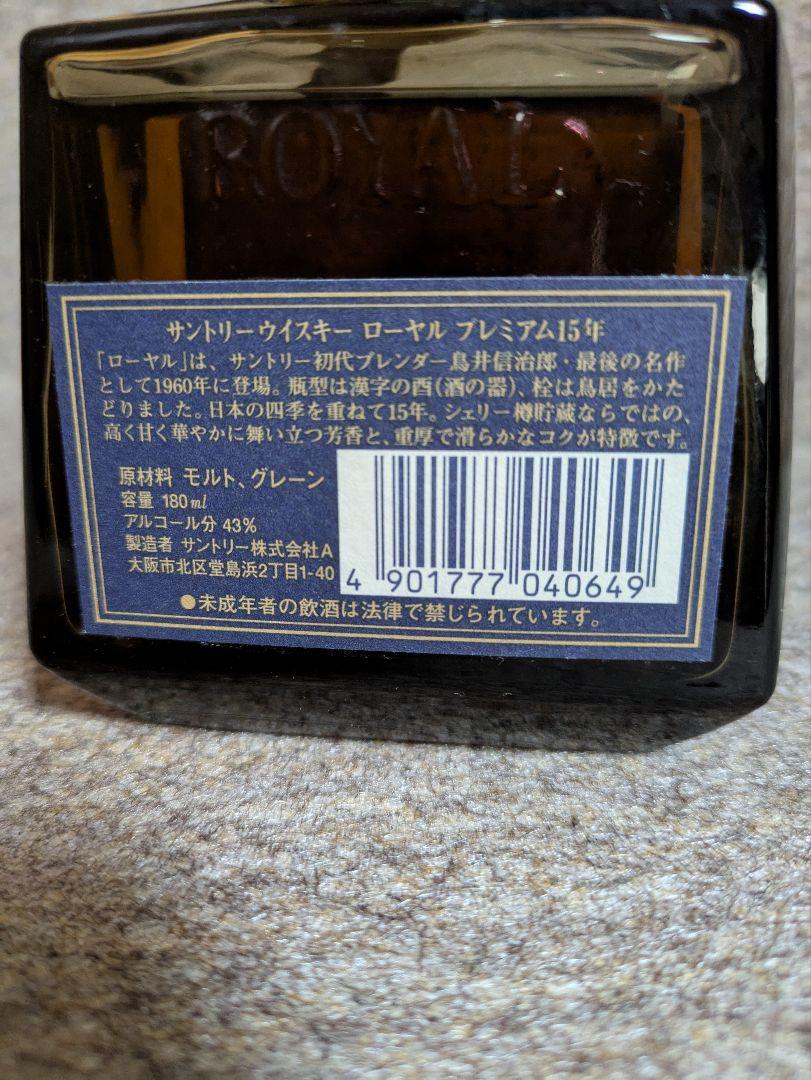 ROYAL
サントリーウイスキー ローヤル プレミアム15年
「ローヤル」は、サントリー初代ブレンダー鳥井信治郎・最後の名作
として1960年に登場。瓶型は漢字の酉(酒の器)、栓は鳥居をかた
どりました。日本の四季を重ねて15年。シェリー樽貯蔵ならではの、
高く甘く華やかに舞い立つ芳香と、重厚で滑らかなコクが特徴です。
原材料 モルト、グレーン
容量 180ml
アルコール分 43%
製造者 サントリー株式会社A
大阪市北区堂島浜2丁目1-40
4 901777 040649
●未成年者の飲酒は法律で禁じられています。